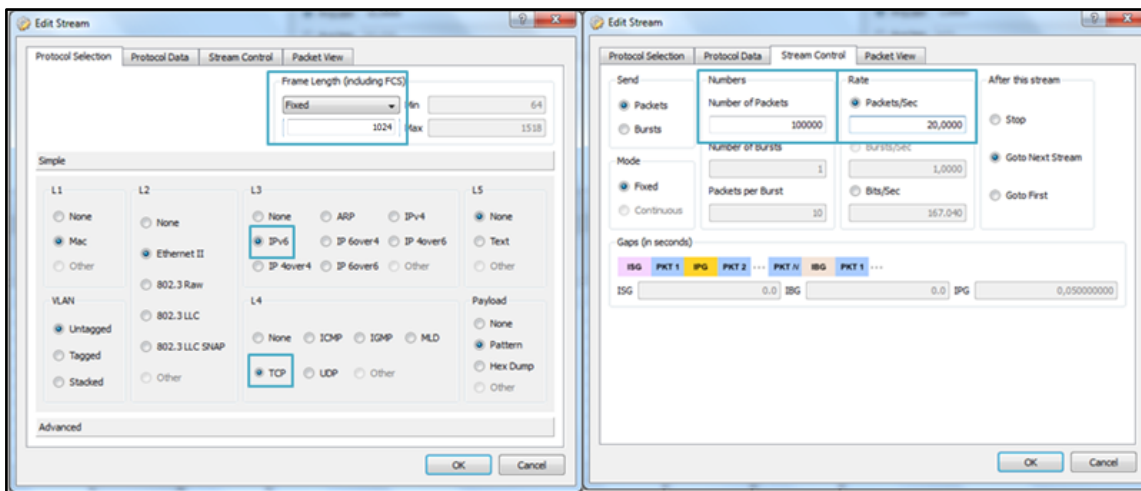 Edit Stream
Protocol Selection Protocol Data Stream Control Packet View
Frame Length (including FCS)
Fixed Min 64
1024 Max 1518
Simple
L1 L2 L3 L5
None None None ARP IPv4 None
Mac Ethernet II IPv6 IP 6over4 IP 4over6 Text
Other 802.3 Raw IP 4over4 IP 6over6 Other Other
VLAN 802.3 LLC L4 Payload
Untagged 802.3 LLC SNAP None ICMP IGMP MLD None
Tagged Other TCP UDP Other Pattern
Stacked Hex Dump
Other
Advanced
OK Cancel
Edit Stream
Protocol Selection Protocol Data Stream Control Packet View
Send Numbers Rate After this stream
Packets Number of Packets Packets/Sec Stop
Bursts 100000 20,0000
Mode Number of Bursts Bursts/Sec Goto Next Stream
1 1,0000
Fixed Packets per Burst Bits/Sec Goto First
Continuous 10 167.040
Gaps (in seconds)
ISG PKT 1 IPG PKT 2 ... PKT N IBG PKT 1 ...
ISG 0.0 IBG 0.0 IPG 0,050000000
OK Cancel